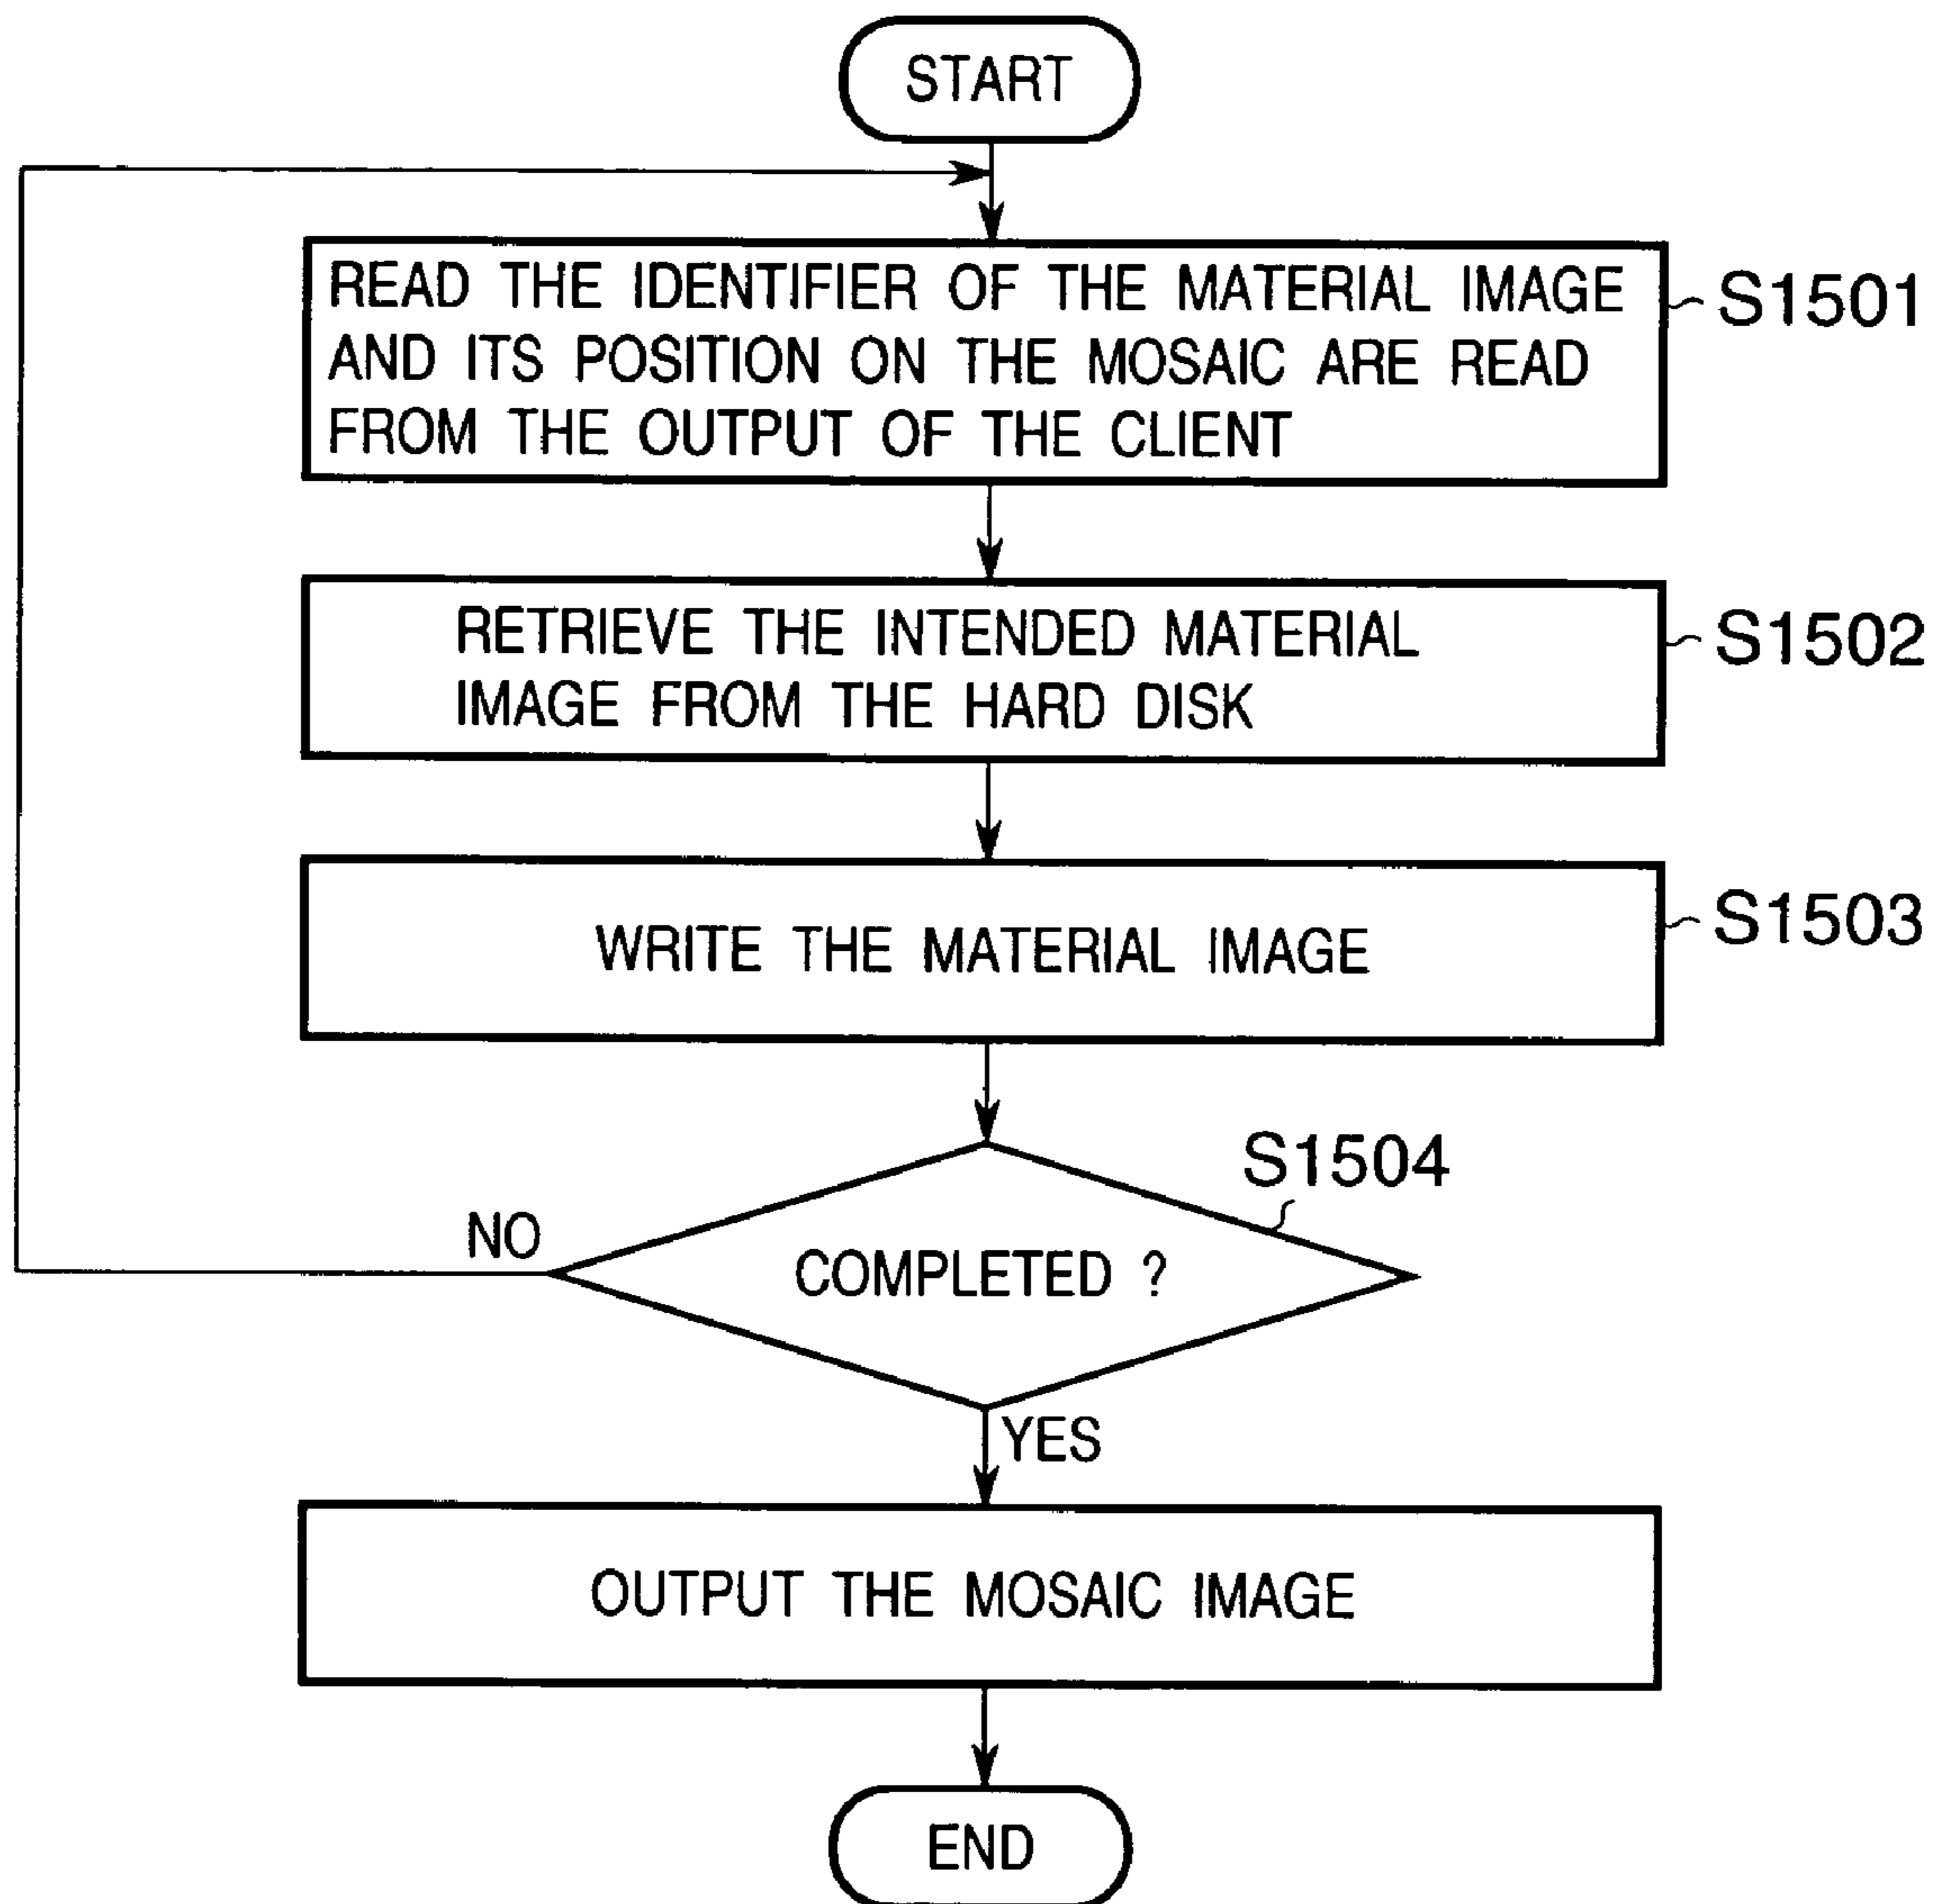 START
READ THE IDENTIFIER OF THE MATERIAL IMAGE
AND ITS POSITION ON THE MOSAIC ARE READ
FROM THE OUTPUT OF THE CLIENT
S1501
RETRIEVE THE INTENDED MATERIAL
IMAGE FROM THE HARD DISK
S1502
WRITE THE MATERIAL IMAGE
S1503
S1504
NO
COMPLETED ?
YES
OUTPUT THE MOSAIC IMAGE
END